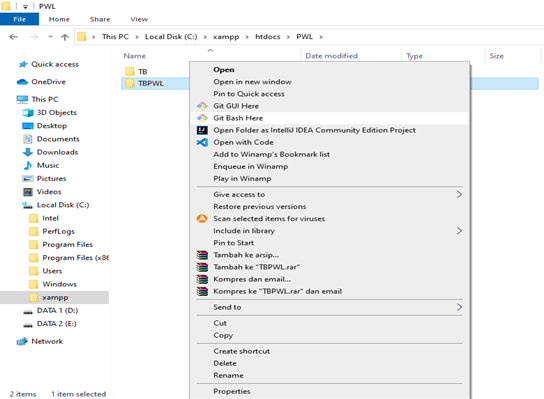 PWL
File Home Share View
This PC > Local Disk (C:) > xampp > htdocs > PWL >
Name Date modified Type Size
Quick access
OneDrive
This PC
3D Objects
Desktop
Documents
Downloads
Music
Pictures
Videos
Local Disk (C:)
Intel
PerfLogs
Program Files
Program Files (x86
Users
Windows
xampp
DATA 1 (D:)
DATA 2 (E:)
Network
TB
TBPWL
Open
Open in new window
Pin to Quick access
Git GUI Here
Git Bash Here
Open Folder as IntelliJ IDEA Community Edition Project
Open with Code
Add to Winamp's Bookmark list
Enqueue in Winamp
Play in Winamp
Give access to
Restore previous versions
Scan selected items for viruses
Include in library
Pin to Start
Tambah ke arsip...
Tambah ke "TBPWL.rar"
Kompres dan email...
Kompres ke "TBPWL.rar" dan email
Send to
Cut
Copy
Create shortcut
Delete
Rename
Properties
2 items 1 item selected